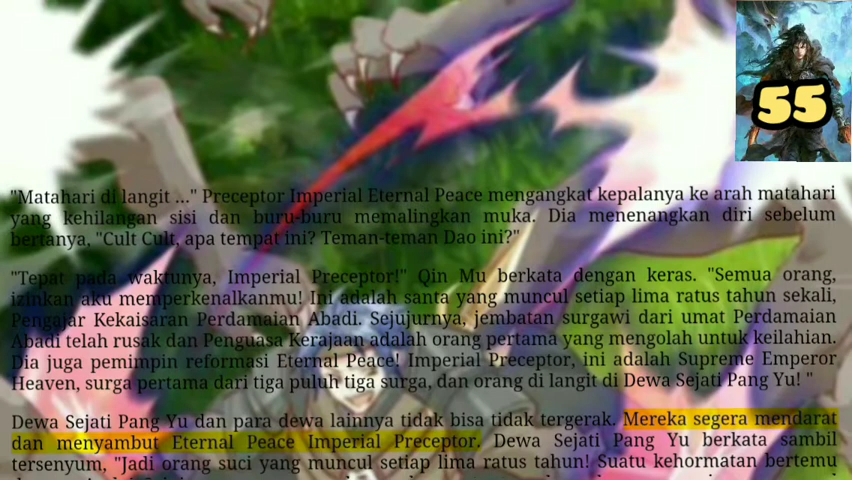 55
"Matahari di langit ..." Preceptor Imperial Eternal Peace mengangkat kepalanya ke arah matahari
yang kehilangan sisi dan buru-buru memalingkan muka. Dia menenangkan diri sebelum
bertanya, "Cult Cult, apa tempat ini? Teman-teman Dao ini?"
"Tepat pada waktunya, Imperial Preceptor!" Qin Mu berkata dengan keras. "Semua orang,
izinkan aku memperkenalkanmu! Ini adalah santa yang muncul setiap lima ratus tahun sekali,
Pengajar Kekaisaran Perdamaian Abadi. Sejujurnya, jembatan surgawi dari umat Perdamaian
Abadi telah rusak dan Penguasa Kerajaan adalah orang pertama yang mengolah untuk keilahian.
Dia juga pemimpin reformasi Eternal Peace! Imperial Preceptor, ini adalah Supreme Emperor
Heaven, surga pertama dari tiga puluh tiga surga, dan orang di langit di Dewa Sejati Pang Yu! "
Dewa Sejati Pang Yu dan para dewa lainnya tidak bisa tidak tergerak. Mereka segera mendarat
dan menyambut Eternal Peace Imperial Preceptor. Dewa Sejati Pang Yu berkata sambil
tersenyum, "Jadi orang suci yang muncul setiap lima ratus tahun! Suatu kehormatan bertemu